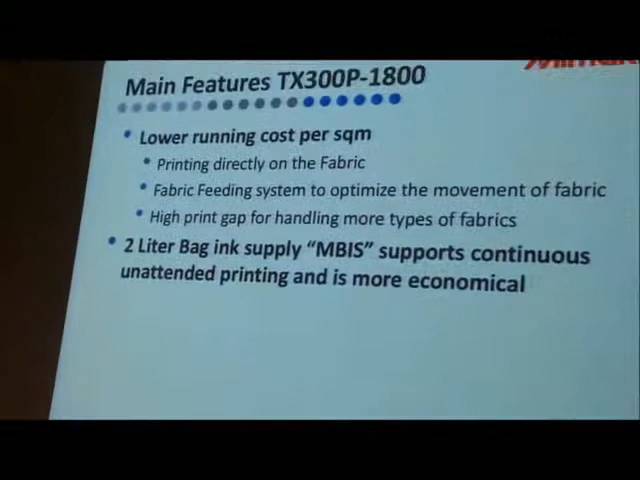 Main Features TX300P-1800
• Lower running cost per sqm
• Printing directly on the Fabric
• Fabric Feeding system to optimize the movement of fabric
• High print gap for handling more types of fabrics
• 2 Liter Bag ink supply “MBIS” supports continuous
unattended printing and is more economical